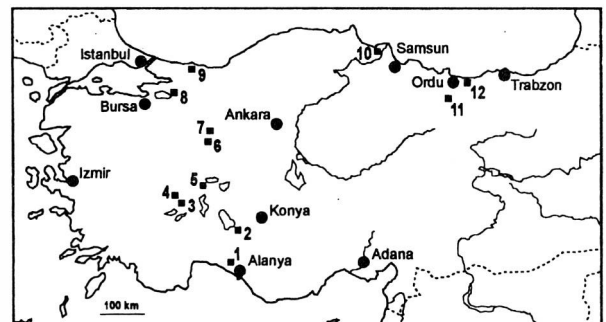 Istanbul
9
10
Samsun
8
Bursa
Ordu
12
Trabzon
11
Ankara
7
6
Izmir
5
4
3
Konya
2
1
Alanya
Adana
100 km